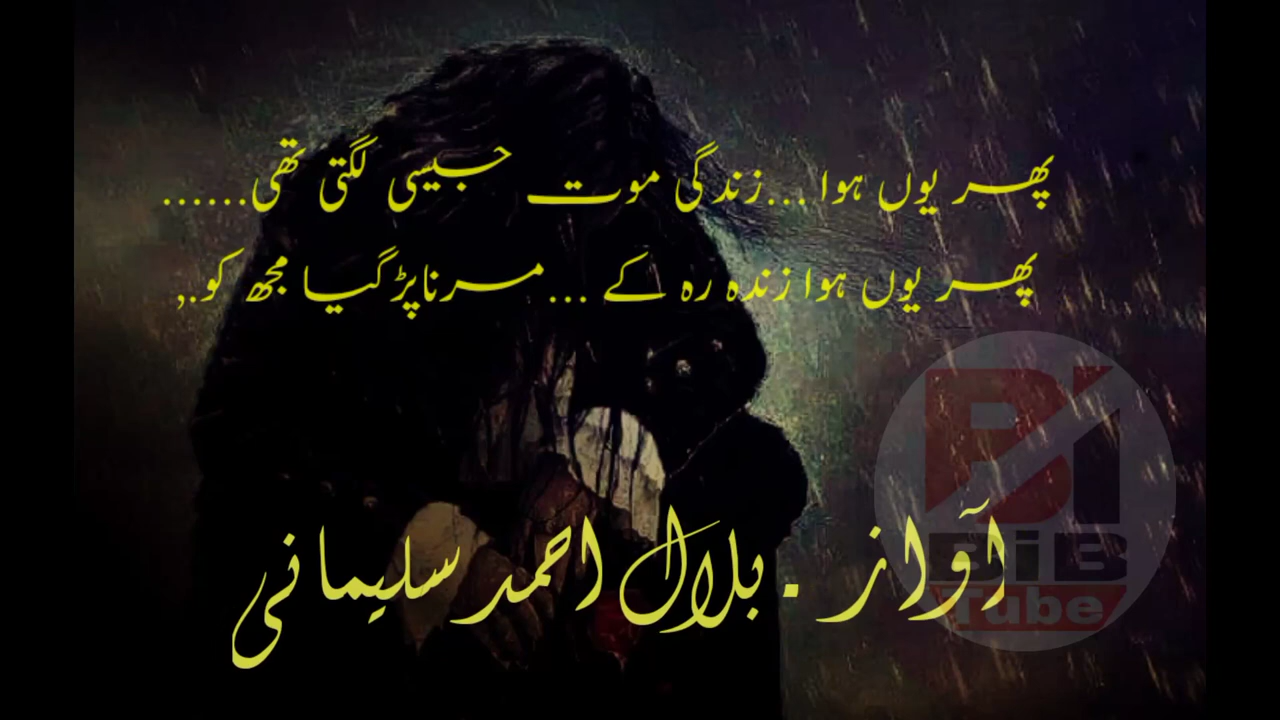 پھر یوں ہوا ...زندگی موت جیسی لگتی تھی......
پھر یوں ہوا زندہ رہ کے ...مرنا پڑ گیا مجھ کو.,
آواز . بلال احمد سلیمانی
BiB
Tube